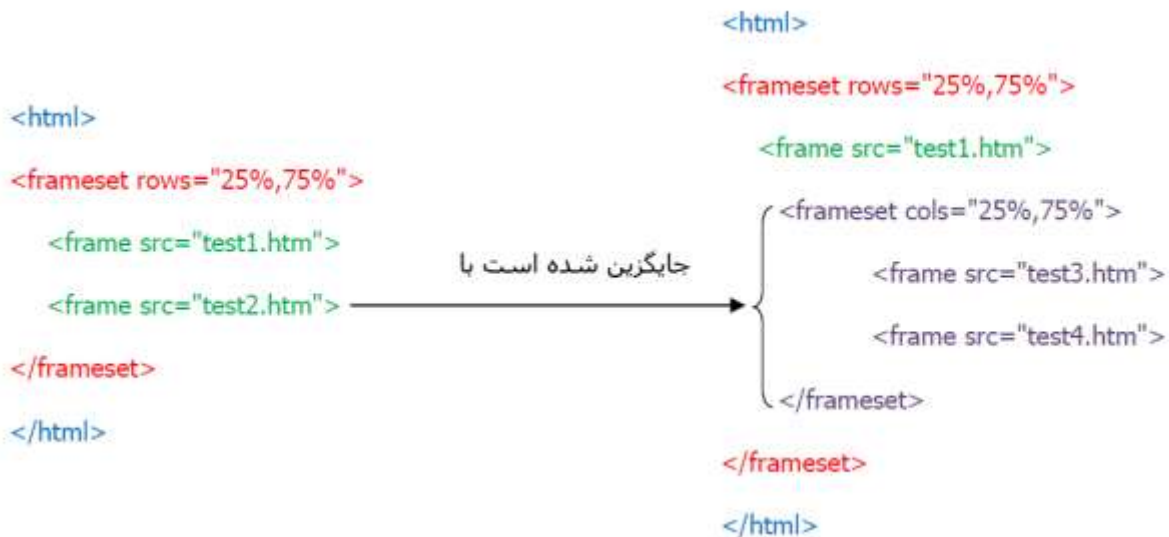 <html>
<frameset rows="25%,75%">
<frame src="test1.htm">
<frame src="test2.htm">
</frameset>
</html>
جایگزین شده است با
<html>
<frameset rows="25%,75%">
<frame src="test1.htm">
<frameset cols="25%,75%">
<frame src="test3.htm">
<frame src="test4.htm">
</frameset>
</frameset>
</html>